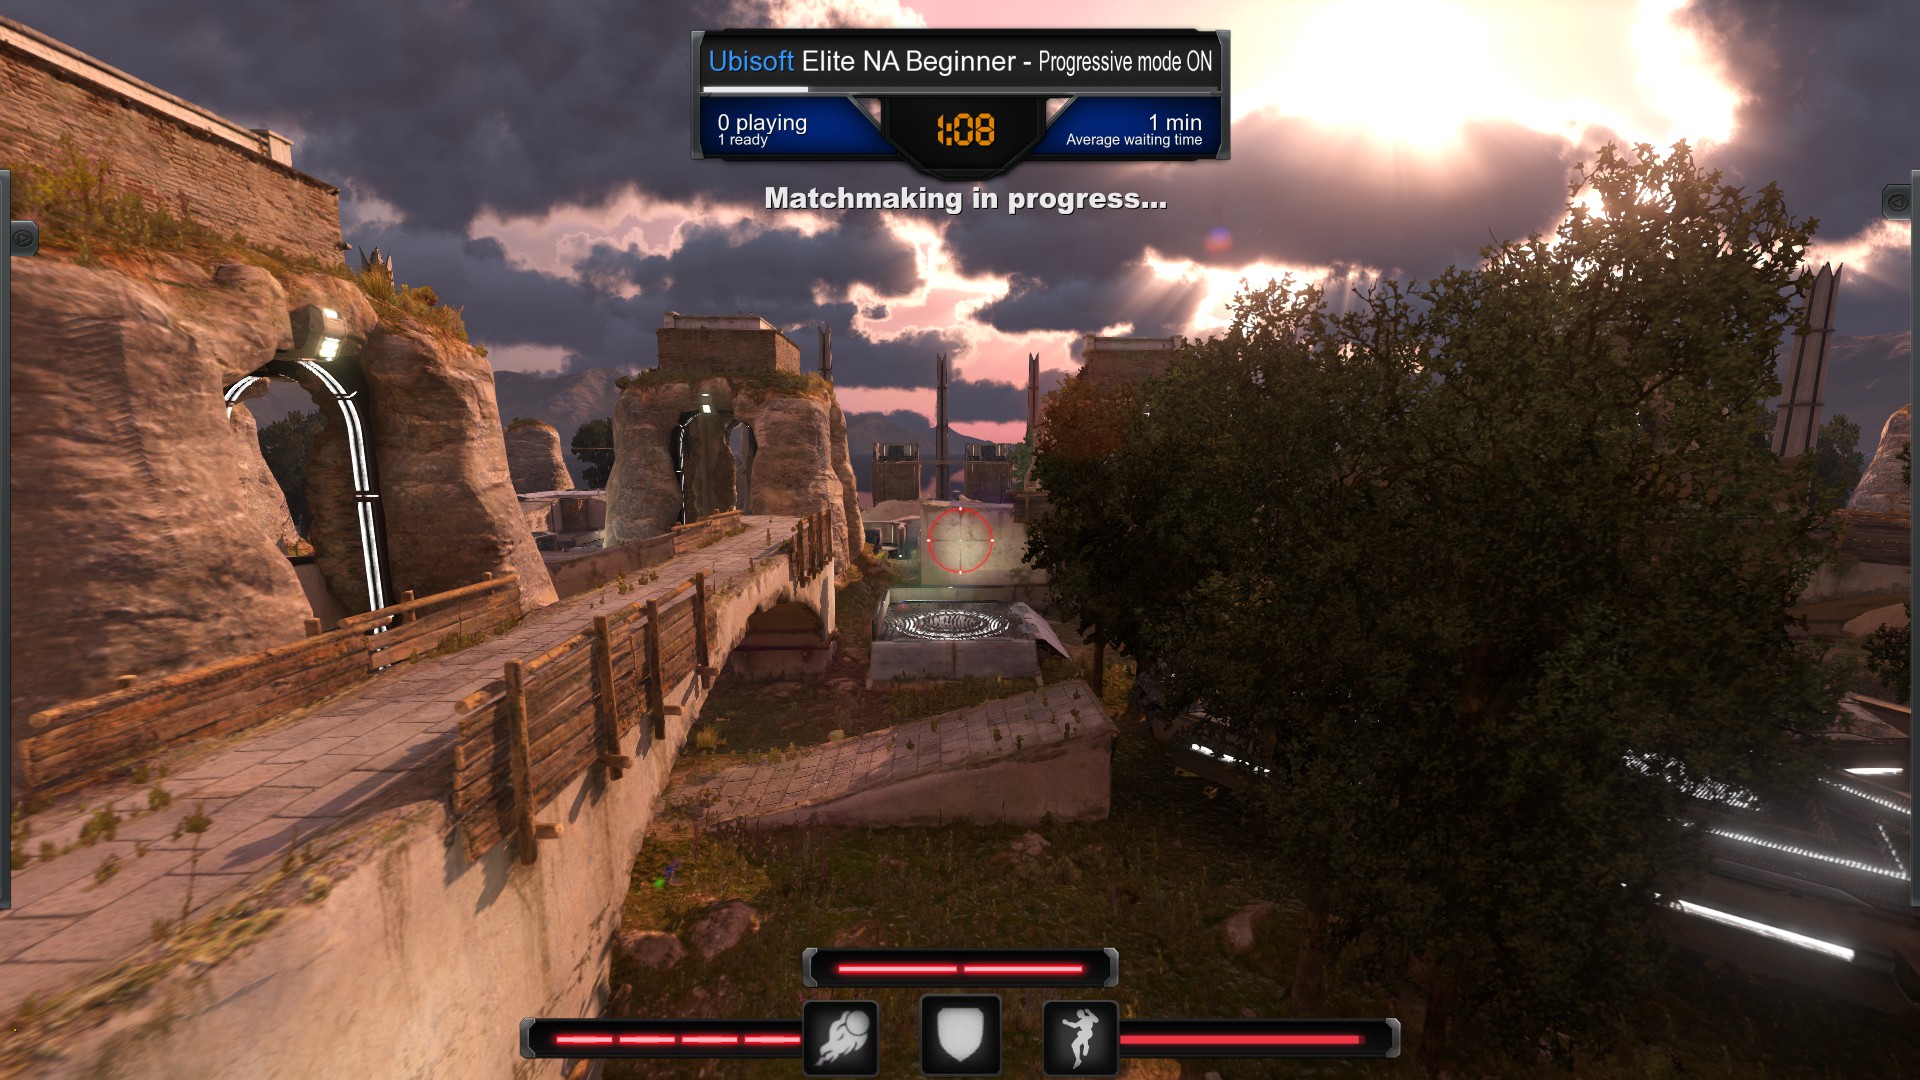 Ubisoft Elite NA Beginner - Progressive mode ON
0 playing
1 ready
1:08
1 min
Average waiting time
Matchmaking in progress...